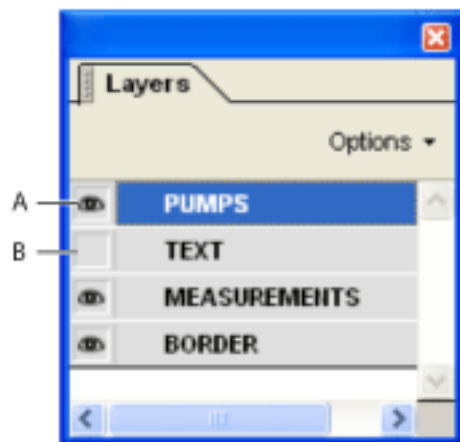 Layers
Options
A PUMPS
B TEXT
MEASUREMENTS
BORDER